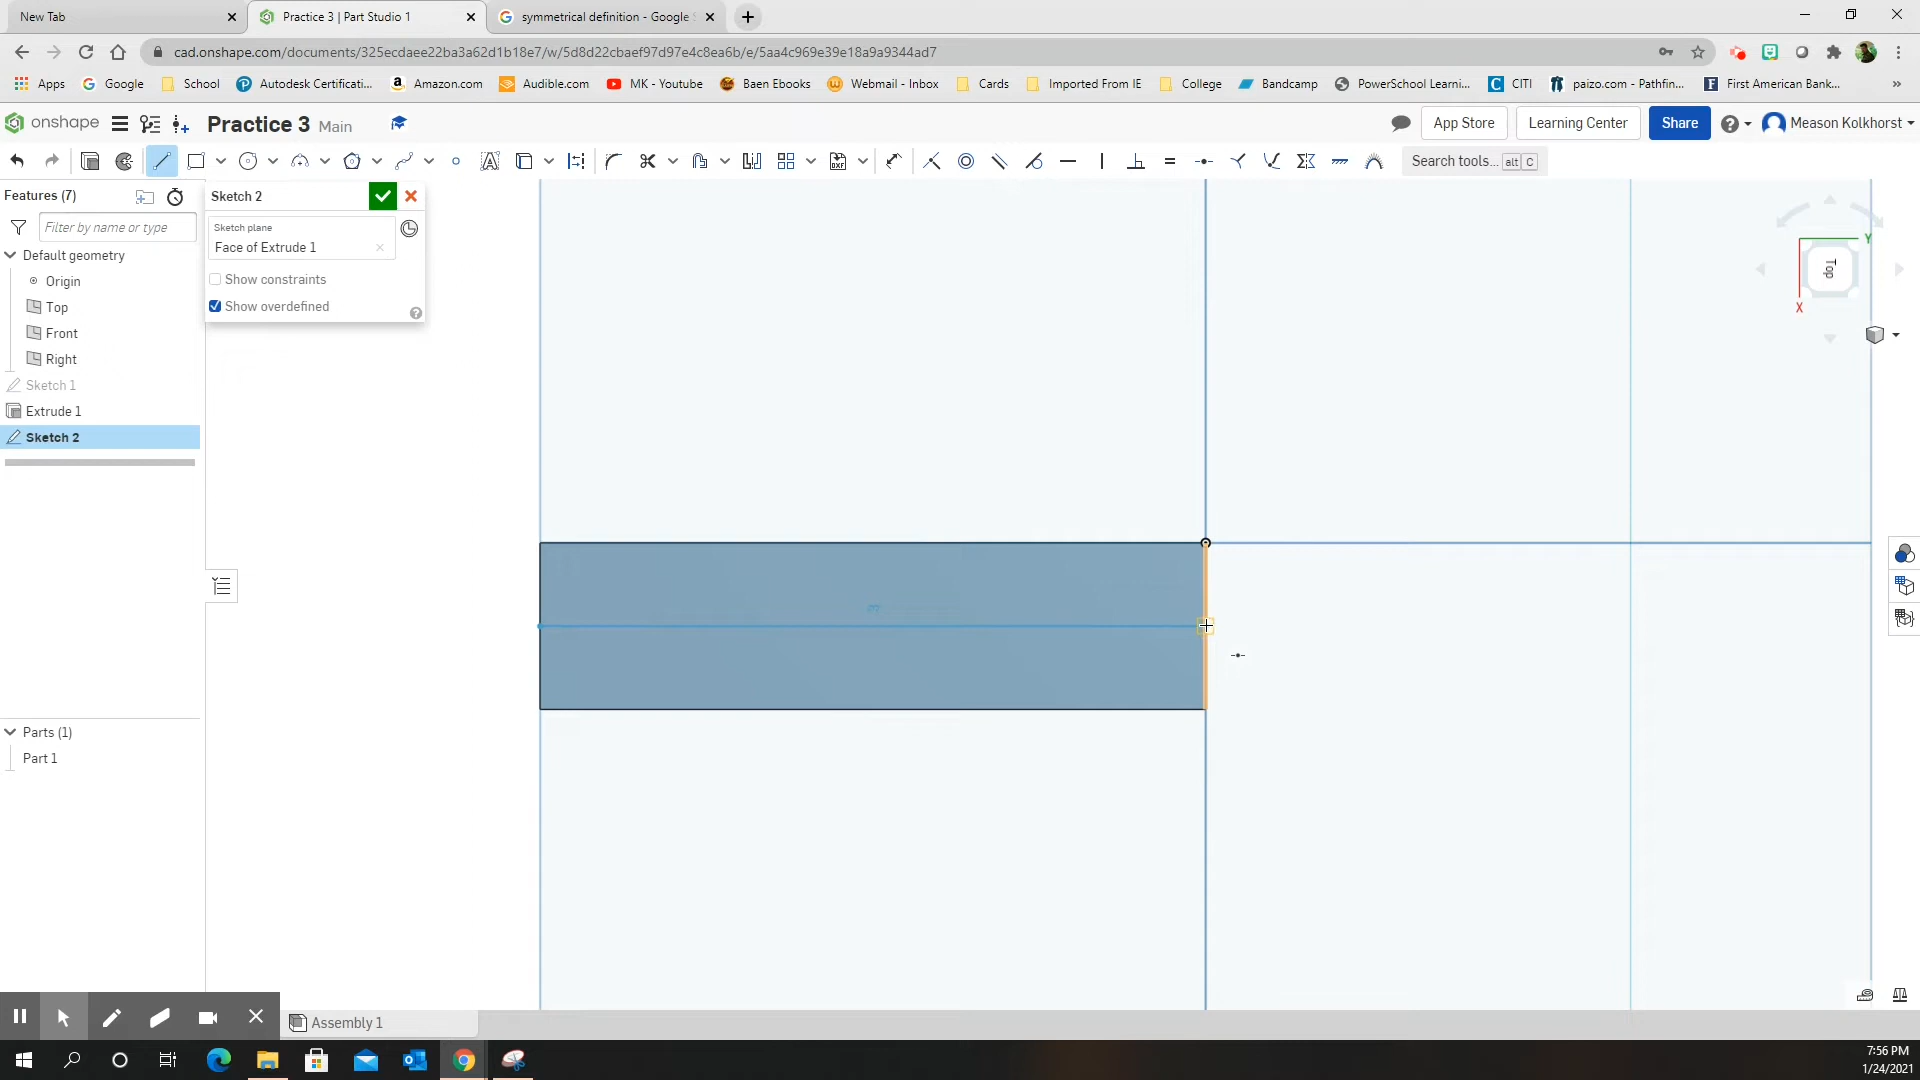 New Tab
Practice 3 | Part Studio 1
symmetrical definition - Google S
cad.onshape.com/documents/325ecdaee22ba3a62d1b18e7/w/5d8d22cbaef97d97e4c8ea6b/e/5aa4c969e39e18a9a9344ad7
Apps
Google
School
Autodesk Certificati...
Amazon.com
Audible.com
MK - Youtube
Baen Ebooks
Webmail - Inbox
Cards
Imported From IE
College
Bandcamp
PowerSchool Learni...
CITI
paizo.com - Pathfin...
First American Bank...
»
onshape
Practice 3 Main
App Store
Learning Center
Share
Meason Kolkhorst
Search tools... alt C
Features (7)
Filter by name or type
Default geometry
Origin
Top
Front
Right
Sketch 1
Extrude 1
Sketch 2
Sketch 2
Sketch plane
Face of Extrude 1
Show constraints
Show overdefined
Y
Top
X
Parts (1)
Part 1
Assembly 1
7:56 PM
1/24/2021